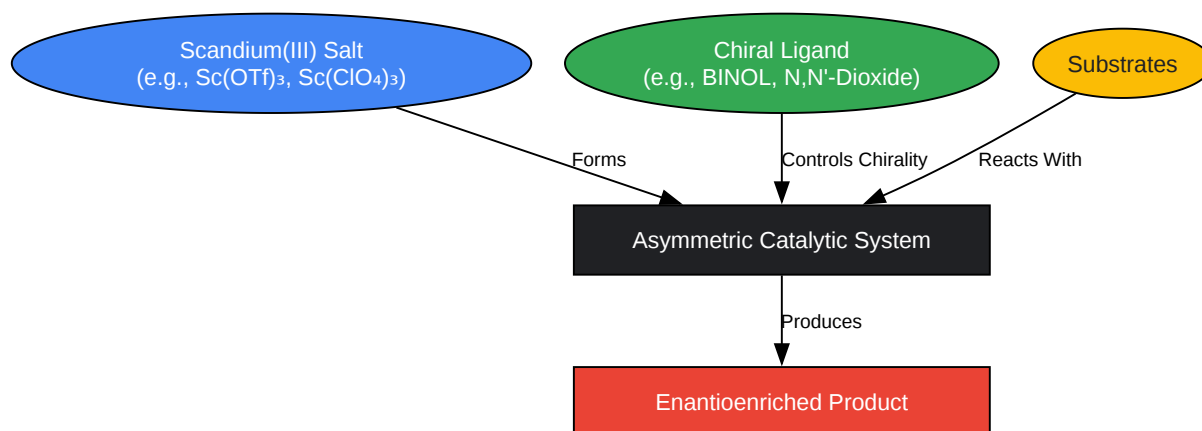 Scandium(III) Salt
(e.g., Sc(OTf)₃, Sc(ClO₄)₃)
Chiral Ligand
(e.g., BINOL, N,N'-Dioxide)
Substrates
Forms
Controls Chirality
Reacts With
Asymmetric Catalytic System
Produces
Enantioenriched Product